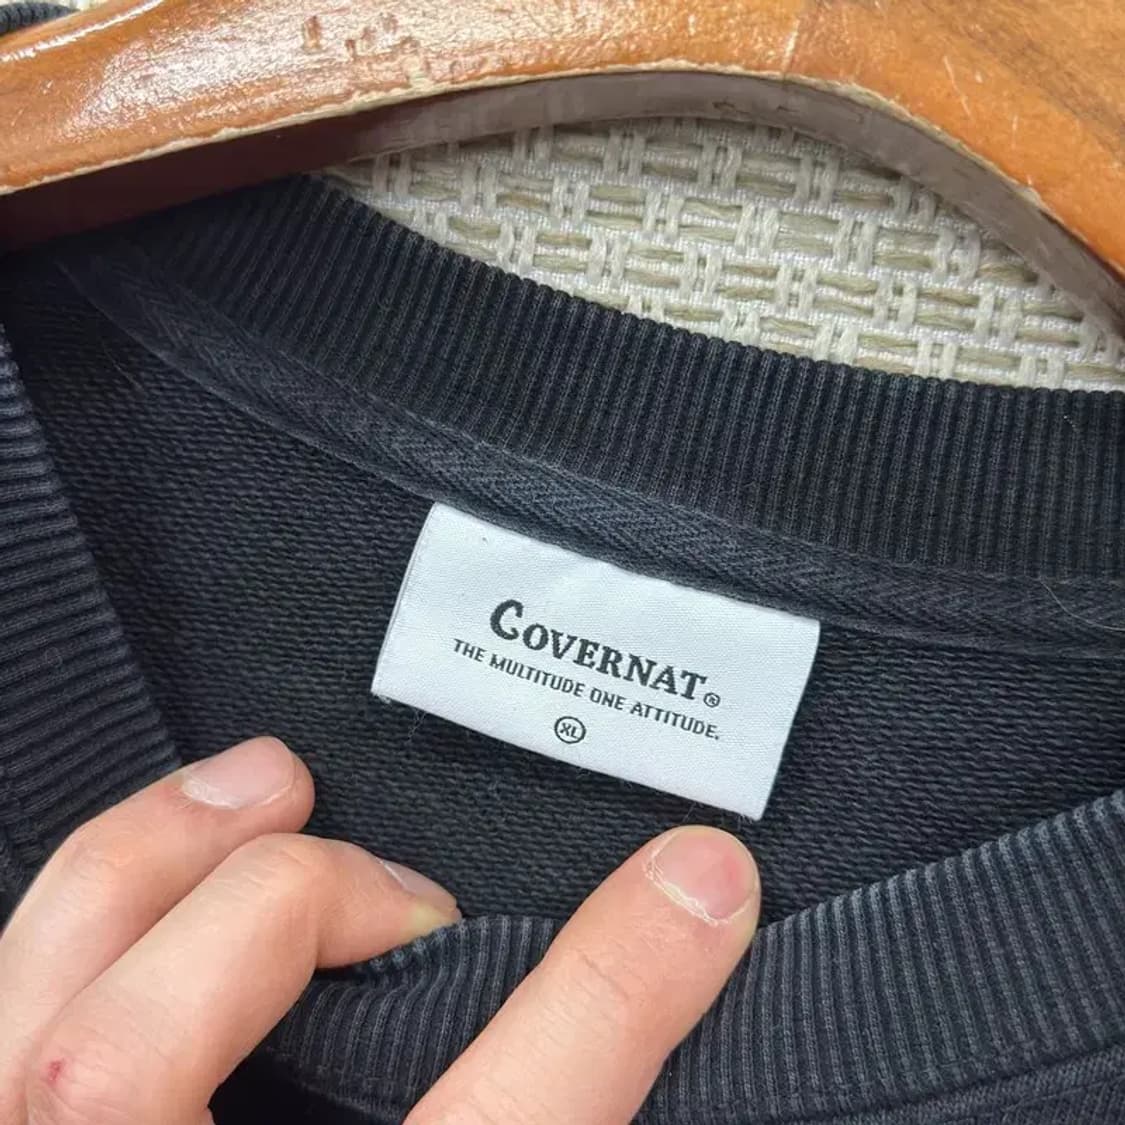 COVERNAT®
THE MULTITUDE ONE ATTITUDE.
XL